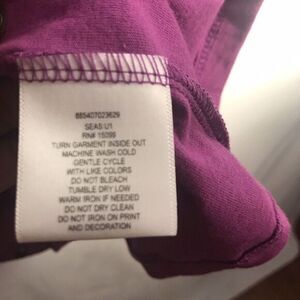 885407023629
SEAS:U1
RN# 15099
TURN GARMENT INSIDE OUT
MACHINE WASH COLD
GENTLE CYCLE
WITH LIKE COLORS
DO NOT BLEACH
TUMBLE DRY LOW
WARM IRON IF NEEDED
DO NOT DRY CLEAN
DO NOT IRON ON PRINT
AND DECORATION